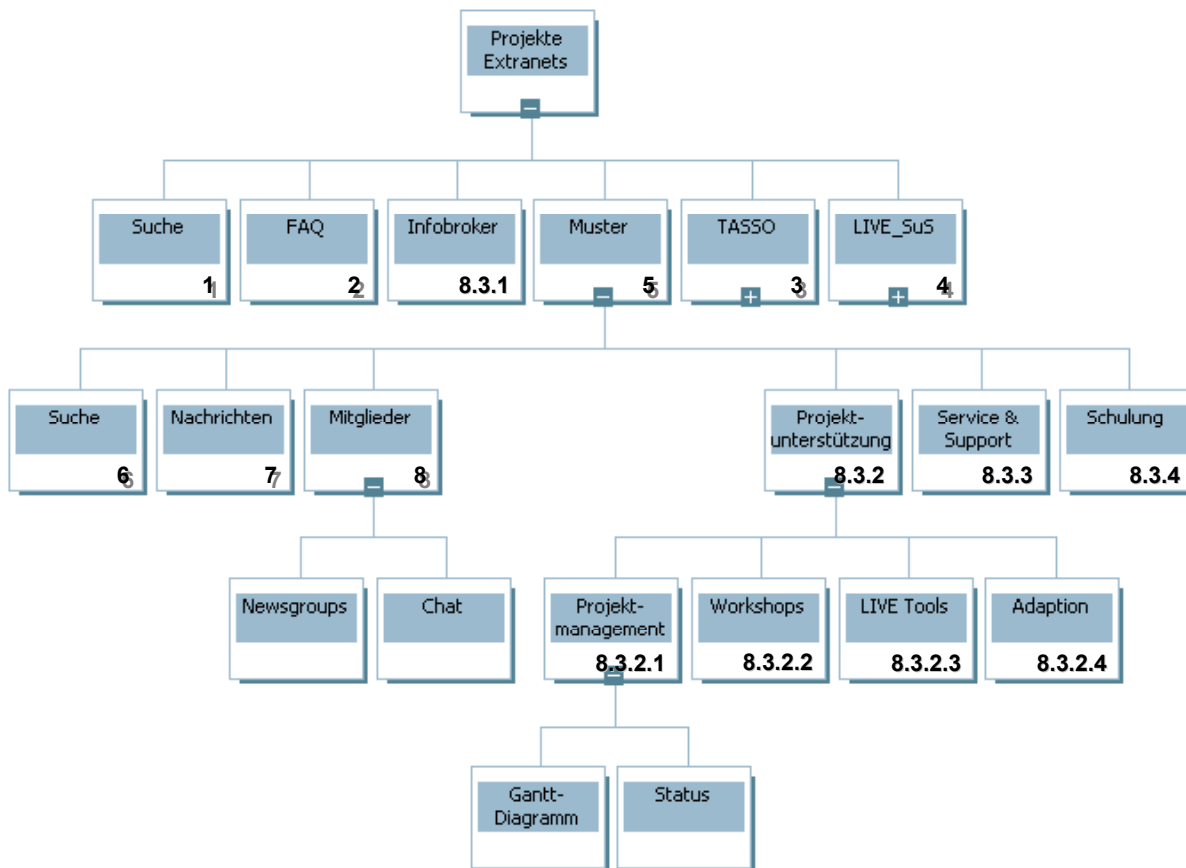 Projekte
Extranets
Suche
1
FAQ
2
Infobroker
8.3.1
Muster
5
TASSO
3
LIVE_SuS
4
Suche
6
Nachrichten
7
Mitglieder
8
Projekt-
unterstützung
8.3.2
Service &
Support
8.3.3
Schulung
8.3.4
Newsgroups
Chat
Projekt-
management
8.3.2.1
Workshops
8.3.2.2
LIVE Tools
8.3.2.3
Adaption
8.3.2.4
Gantt-
Diagramm
Status